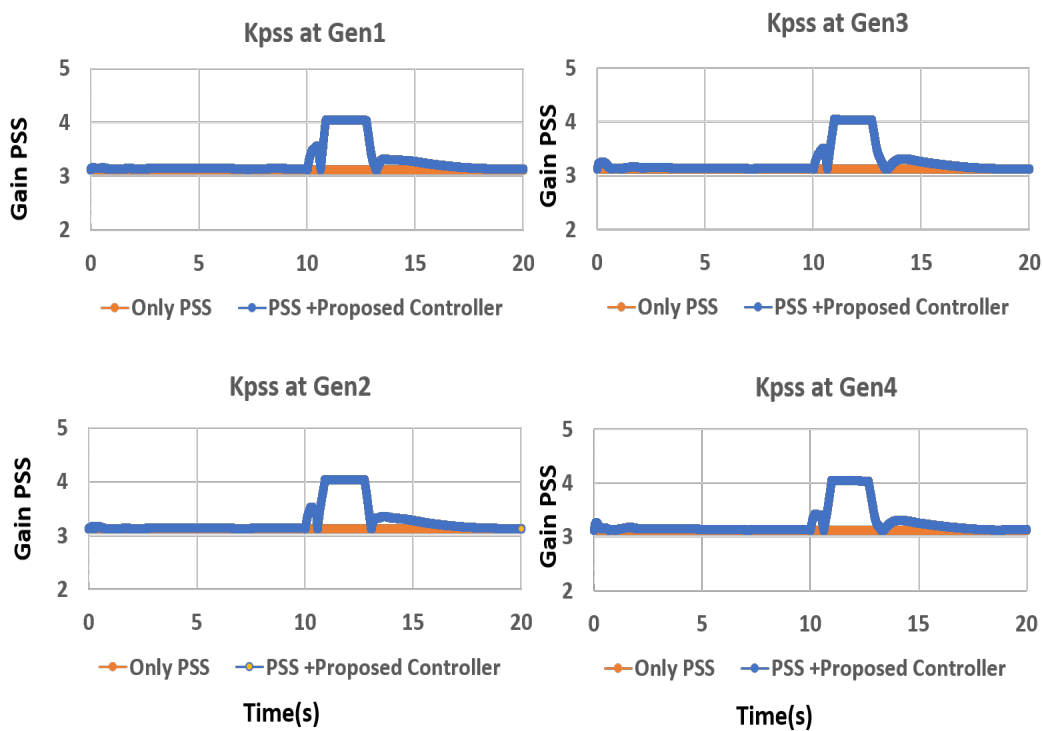 Kpss at Gen1
5
4
3
2
Gain PSS
0 5 10 15 20
Only PSS PSS +Proposed Controller
Kpss at Gen3
5
4
3
2
Gain PSS
0 5 10 15 20
Only PSS PSS +Proposed Controller
Kpss at Gen2
5
4
3
2
Gain PSS
0 5 10 15 20
Only PSS PSS +Proposed Controller
Time(s)
Kpss at Gen4
5
4
3
2
Gain PSS
0 5 10 15 20
Only PSS PSS +Proposed Controller
Time(s)